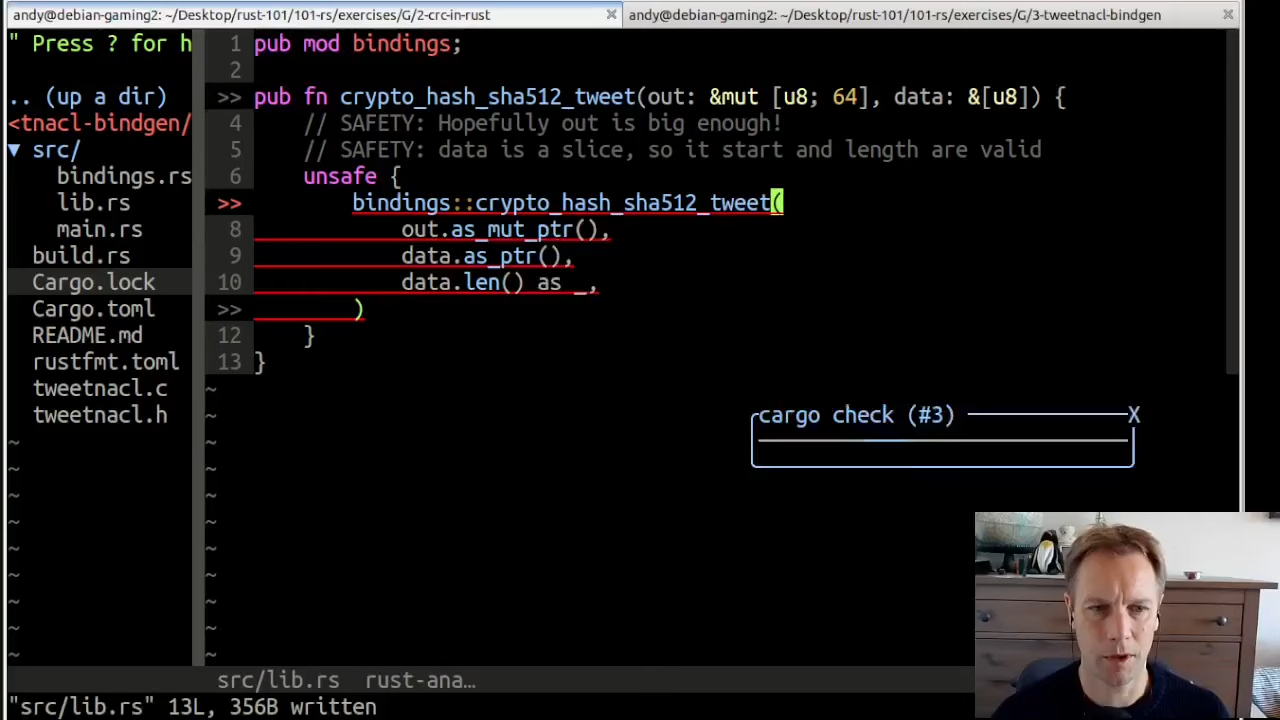 andy@debian-gaming2: ~/Desktop/rust-101/101-rs/exercises/G/2-crc-in-rust
andy@debian-gaming2: ~/Desktop/rust-101/101-rs/exercises/G/3-tweetnacl-bindgen
" Press ? for h
.. (up a dir)
<tnacl-bindgen/
▼ src/
bindings.rs
lib.rs
main.rs
build.rs
Cargo.lock
Cargo.toml
README.md
rustfmt.toml
tweetnacl.c
tweetnacl.h
1 pub mod bindings;
2
>> pub fn crypto_hash_sha512_tweet(out: &mut [u8; 64], data: &[u8]) {
4 // SAFETY: Hopefully out is big enough!
5 // SAFETY: data is a slice, so it start and length are valid
6 unsafe {
>> bindings::crypto_hash_sha512_tweet(
8 out.as_mut_ptr(),
9 data.as_ptr(),
10 data.len() as _,
>> )
12 }
13 }
cargo check (#3) X
src/lib.rs rust-ana…
"src/lib.rs" 13L, 356B written